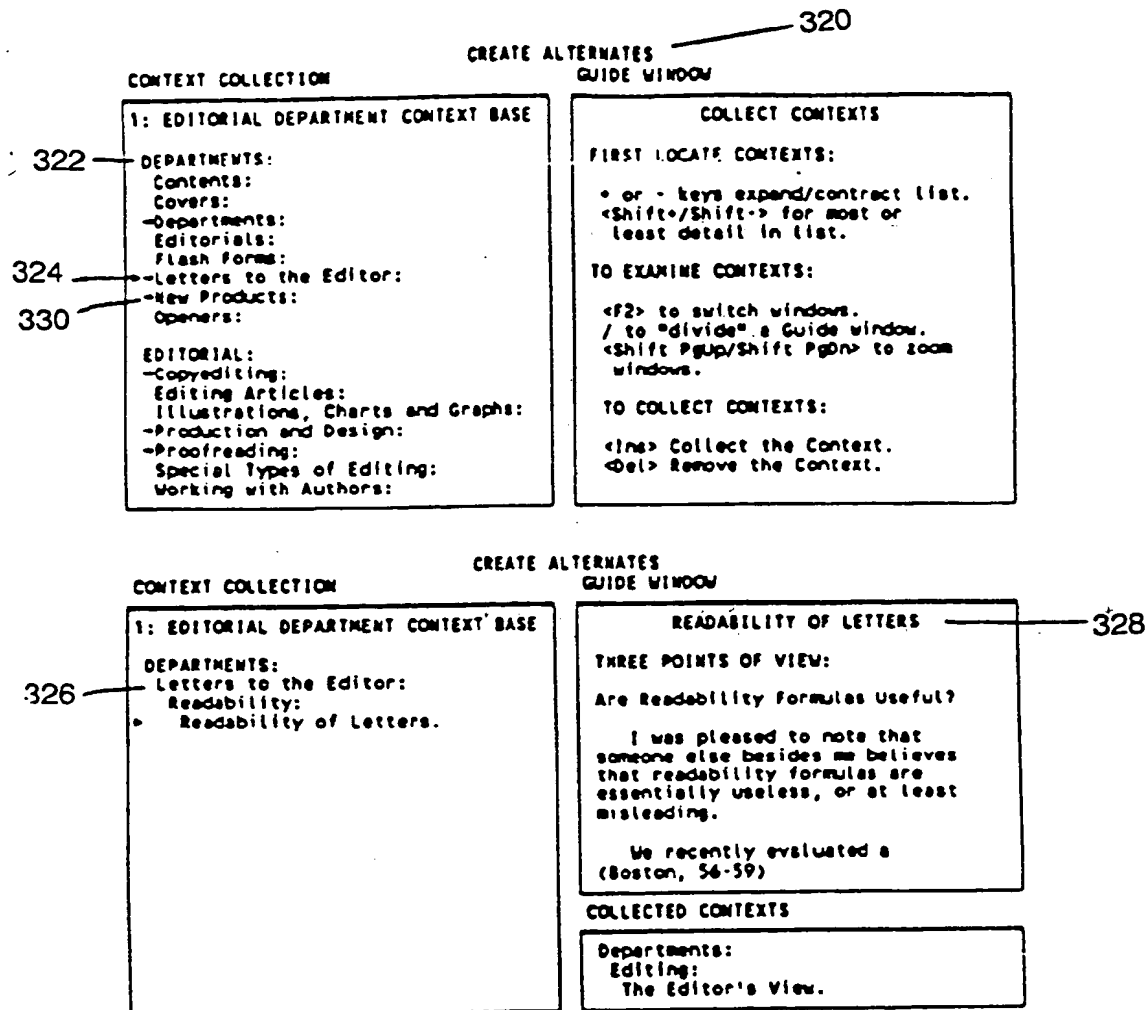 320
CREATE ALTERNATES
CONTEXT COLLECTION
GUIDE WINDOW
1: EDITORIAL DEPARTMENT CONTEXT BASE
322
DEPARTMENTS:
Contents:
Covers:
-Departments:
Editorials:
Flash Forms:
324
-Letters to the Editor:
330
-New Products:
Openers:
EDITORIAL:
-Copyediting:
Editing Articles:
Illustrations, Charts and Graphs:
-Production and Design:
-Proofreading:
Special Types of Editing:
Working with Authors:
COLLECT CONTEXTS
FIRST LOCATE CONTEXTS:
+ or - keys expand/contract list.
<Shift+/Shift-> for most or
least detail in list.
TO EXAMINE CONTEXTS:
<F2> to switch windows.
/ to "divide" a Guide window.
<Shift PgUp/Shift PgDn> to zoom
windows.
TO COLLECT CONTEXTS:
<Ins> Collect the Context.
<Del> Remove the Context.
CREATE ALTERNATES
CONTEXT COLLECTION
GUIDE WINDOW
1: EDITORIAL DEPARTMENT CONTEXT BASE
DEPARTMENTS:
326
Letters to the Editor:
Readability:
Readability of Letters.
READABILITY OF LETTERS
328
THREE POINTS OF VIEW:
Are Readability Formulas Useful?
I was pleased to note that
someone else besides me believes
that readability formulas are
essentially useless, or at least
misleading.
We recently evaluated a
(Boston, 56-59)
COLLECTED CONTEXTS
Departments:
Editing:
The Editor's View.